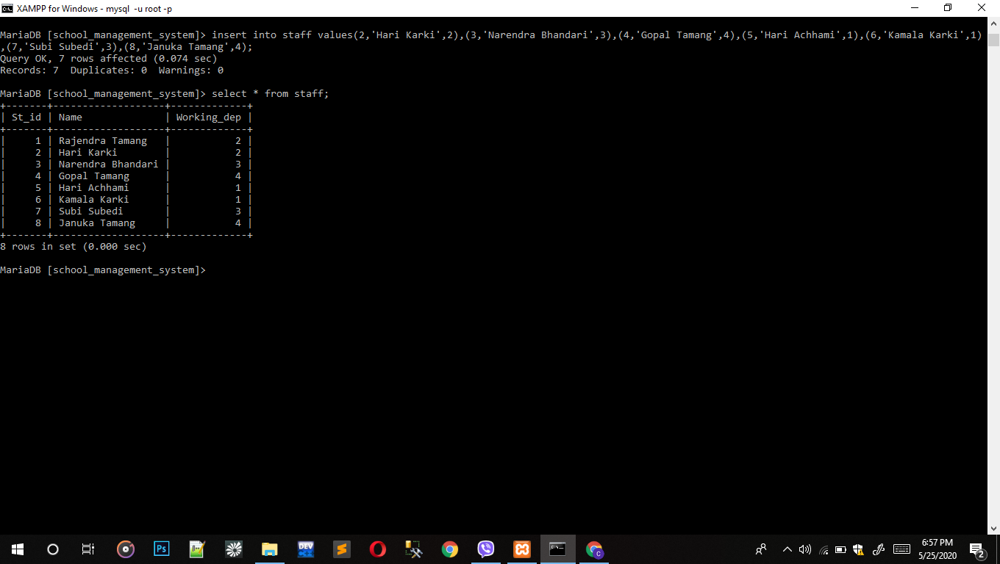 XAMPP for Windows - mysql  -u root -p
MariaDB [school_management_system]> insert into staff values(2,'Hari Karki',2),(3,'Narendra Bhandari',3),(4,'Gopal Tamang',4),(5,'Hari Achhami',1),(6,'Kamala Karki',1)
,(7,'Subi Subedi',3),(8,'Januka Tamang',4);
Query OK, 7 rows affected (0.074 sec)
Records: 7  Duplicates: 0  Warnings: 0
MariaDB [school_management_system]> select * from staff;
+-------+-------------------+-------------+
| St_id | Name              | Working_dep |
+-------+-------------------+-------------+
|     1 | Rajendra Tamang   |           2 |
|     2 | Hari Karki        |           2 |
|     3 | Narendra Bhandari |           3 |
|     4 | Gopal Tamang      |           4 |
|     5 | Hari Achhami      |           1 |
|     6 | Kamala Karki      |           1 |
|     7 | Subi Subedi       |           3 |
|     8 | Januka Tamang     |           4 |
+-------+-------------------+-------------+
8 rows in set (0.000 sec)
MariaDB [school_management_system]>
Ps
DEV
C
6:57 PM
5/25/2020
2